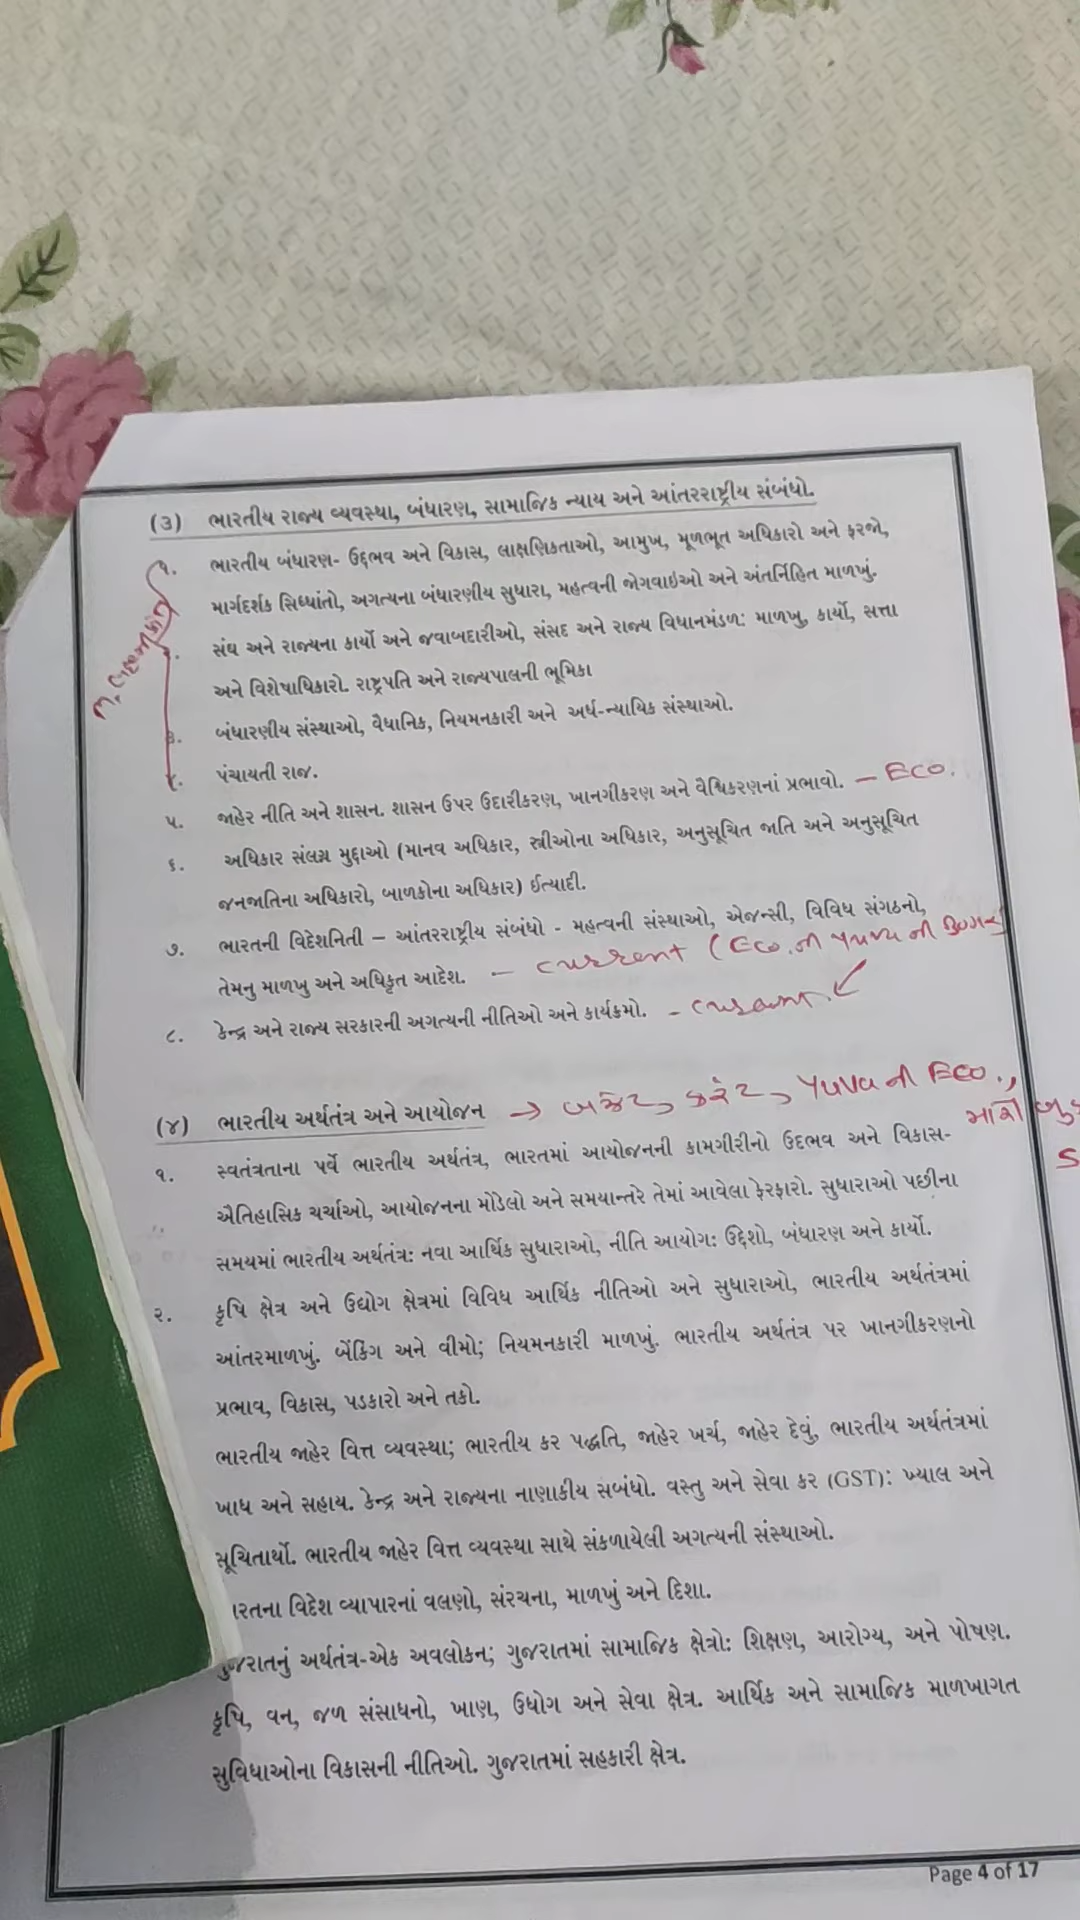 (૩) ભારતીય રાજ્ય વ્યવસ્થા, બંધારણ, સામાજિક ન્યાય અને આંતરરાષ્ટ્રીય સંબંધો.
૧. ભારતીય બંધારણ- ઉદ્દભવ અને વિકાસ, લાક્ષણિકતાઓ, આમુખ, મૂળભૂત અધિકારો અને ફરજો,
માર્ગદર્શક સિધ્ધાંતો, અગત્યના બંધારણીય સુધારા, મહત્વની જોગવાઇઓ અને અંતર્નિહિત માળખું.
સંઘ અને રાજ્યના કાર્યો અને જવાબદારીઓ, સંસદ અને રાજ્ય વિધાનમંડળ: માળખુ, કાર્યો, સત્તા
અને વિશેષાધિકારો. રાષ્ટ્રપતિ અને રાજ્યપાલની ભૂમિકા
૩. બંધારણીય સંસ્થાઓ, વૈધાનિક, નિયમનકારી અને અર્ધ-ન્યાયિક સંસ્થાઓ.
૪. પંચાયતી રાજ.
૫. જાહેર નીતિ અને શાસન. શાસન ઉપર ઉદારીકરણ, ખાનગીકરણ અને વૈશ્વિકરણનાં પ્રભાવો. — ECO.
૬. અધિકાર સંલગ્ન મુદ્દાઓ (માનવ અધિકાર, સ્ત્રીઓના અધિકાર, અનુસૂચિત જાતિ અને અનુસૂચિત
જનજાતિના અધિકારો, બાળકોના અધિકાર) ઈત્યાદી.
૭. ભારતની વિદેશનિતી – આંતરરાષ્ટ્રીય સંબંધો - મહત્વની સંસ્થાઓ, એજન્સી, વિવિધ સંગઠનો,
તેમનુ માળખુ અને અધિકૃત આદેશ. — current (Eco. ની yuva ની
૮. કેન્દ્ર અને રાજ્ય સરકારની અગત્યની નીતિઓ અને કાર્યક્રમો.
(૪) ભારતીય અર્થતંત્ર અને આયોજન → બજેટ, કરંટ, yuva ની ECO.,
મારી
૧. સ્વતંત્રતાના પર્વે ભારતીય અર્થતંત્ર, ભારતમાં આયોજનની કામગીરીનો ઉદભવ અને વિકાસ-
ઐતિહાસિક ચર્ચાઓ, આયોજનના મોડેલો અને સમયાન્તરે તેમાં આવેલા ફેરફારો. સુધારાઓ પછીના
સમયમાં ભારતીય અર્થતંત્ર: નવા આર્થિક સુધારાઓ, નીતિ આયોગ: ઉદ્દેશો, બંધારણ અને કાર્યો.
૨. કૃષિ ક્ષેત્ર અને ઉદ્યોગ ક્ષેત્રમાં વિવિધ આર્થિક નીતિઓ અને સુધારાઓ, ભારતીય અર્થતંત્રમાં
આંતરમાળખું. બેંકિંગ અને વીમો; નિયમનકારી માળખું. ભારતીય અર્થતંત્ર પર ખાનગીકરણનો
પ્રભાવ, વિકાસ, પડકારો અને તકો.
ભારતીય જાહેર વિત્ત વ્યવસ્થા; ભારતીય કર પદ્ધતિ, જાહેર ખર્ચ, જાહેર દેવું, ભારતીય અર્થતંત્રમાં
ખાધ અને સહાય. કેન્દ્ર અને રાજ્યના નાણાકીય સબંધો. વસ્તુ અને સેવા કર (GST): ખ્યાલ અને
સૂચિતાર્થો. ભારતીય જાહેર વિત્ત વ્યવસ્થા સાથે સંકળાયેલી અગત્યની સંસ્થાઓ.
રતના વિદેશ વ્યાપારનાં વલણો, સંરચના, માળખું અને દિશા.
ગુજરાતનું અર્થતંત્ર-એક અવલોકન; ગુજરાતમાં સામાજિક ક્ષેત્રો: શિક્ષણ, આરોગ્ય, અને પોષણ.
કૃષિ, વન, જળ સંસાધનો, ખાણ, ઉધોગ અને સેવા ક્ષેત્ર. આર્થિક અને સામાજિક માળખાગત
સુવિધાઓના વિકાસની નીતિઓ. ગુજરાતમાં સહકારી ક્ષેત્ર.
Page 4 of 17